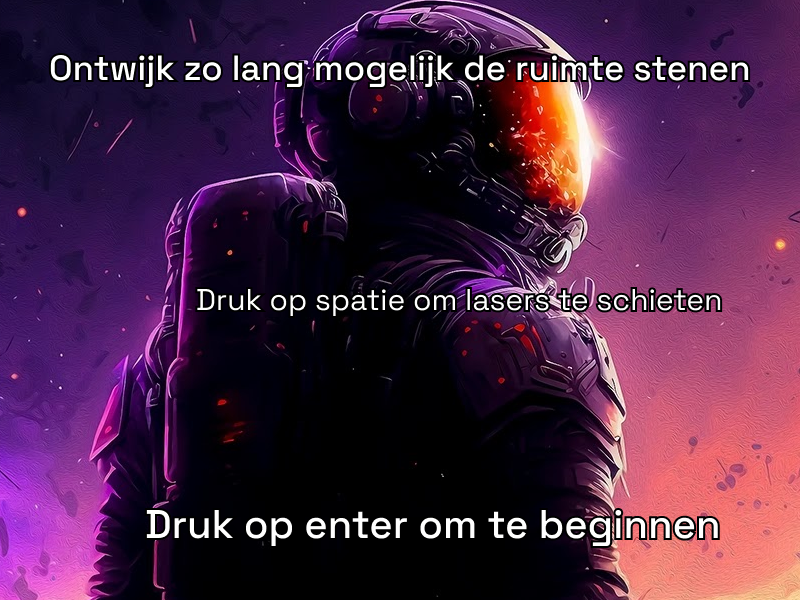 Ontwijk zo lang mogelijk de ruimte stenen
Druk op spatie om lasers te schieten
Druk op enter om te beginnen